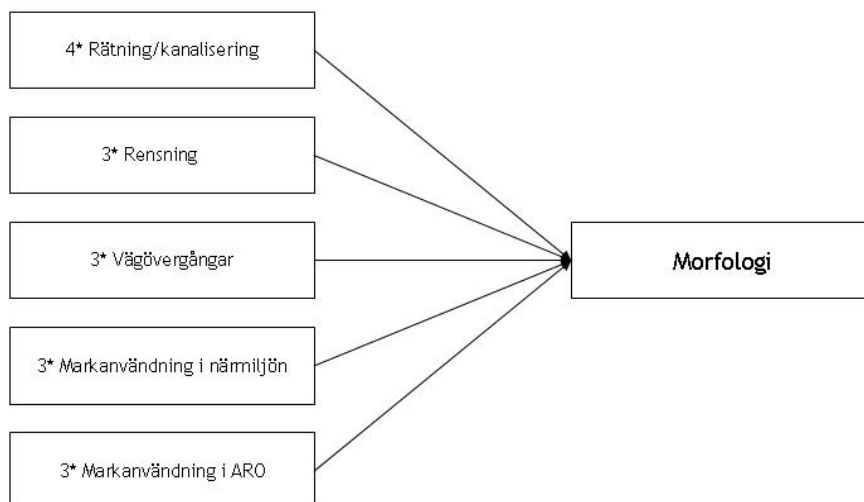 4* Rätning/kanalisering
3* Rensning
3* Vägövergångar
Morfologi
3* Markanvändning i närmiljön
3* Markanvändning i ARO